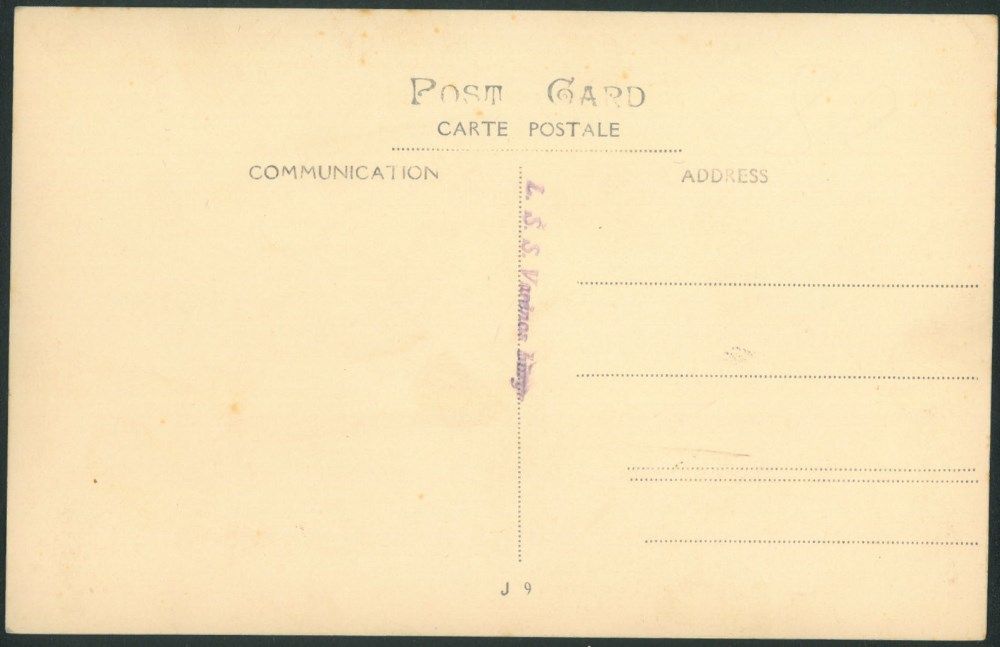 POST CARD
CARTE POSTALE
COMMUNICATION
ADDRESS
L. S. S.
J 9